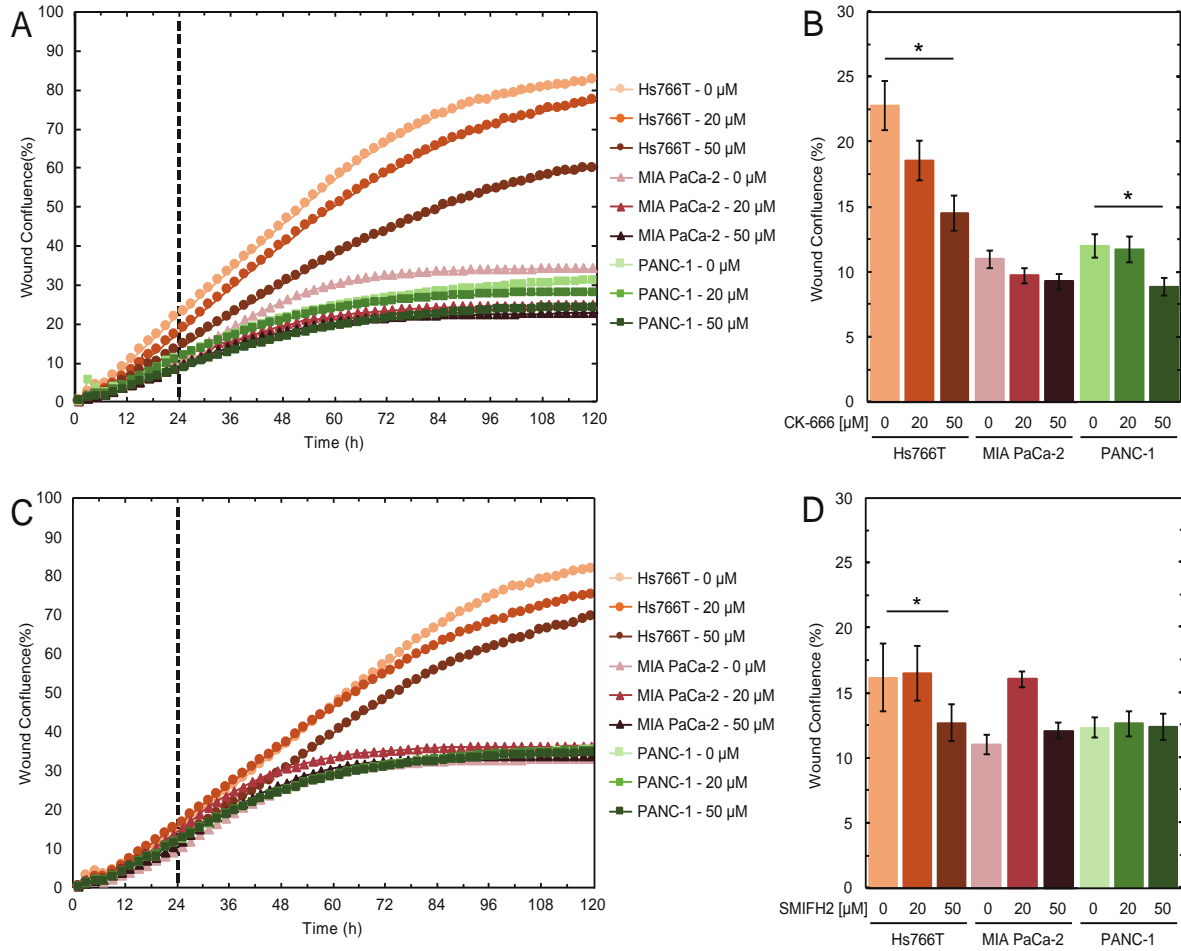 A
100
90
80
70
60
50
40
30
20
10
0
Wound Confluence(%)
0 12 24 36 48 60 72 84 96 108 120
Time (h)
Hs766T - 0 µM
Hs766T - 20 µM
Hs766T - 50 µM
MIA PaCa-2 - 0 µM
MIA PaCa-2 - 20 µM
MIA PaCa-2 - 50 µM
PANC-1 - 0 µM
PANC-1 - 20 µM
PANC-1 - 50 µM
B
30
25
20
15
10
5
0
Wound Confluence (%)
*
*
CK-666 [µM] 0 20 50 0 20 50 0 20 50
Hs766T MIA PaCa-2 PANC-1
C
100
90
80
70
60
50
40
30
20
10
0
Wound Confluence(%)
0 12 24 36 48 60 72 84 96 108 120
Time (h)
Hs766T - 0 µM
Hs766T - 20 µM
Hs766T - 50 µM
MIA PaCa-2 - 0 µM
MIA PaCa-2 - 20 µM
MIA PaCa-2 - 50 µM
PANC-1 - 0 µM
PANC-1 - 20 µM
PANC-1 - 50 µM
D
30
25
20
15
10
5
0
Wound Confluence (%)
*
SMIFH2 [µM] 0 20 50 0 20 50 0 20 50
Hs766T MIA PaCa-2 PANC-1